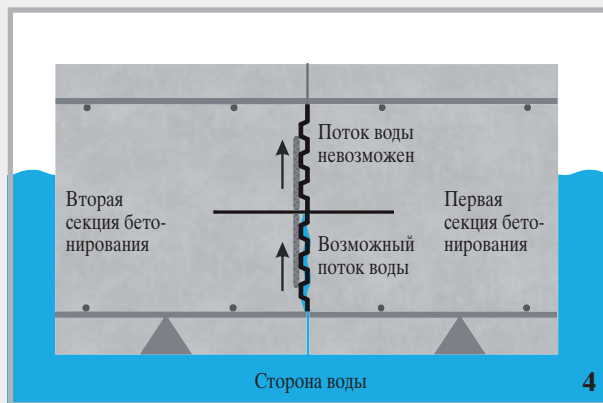 Поток воды
невозможен
Вторая
секция бето-
нирования
Первая
секция бето-
нирования
Возможный
поток воды
Сторона воды
4